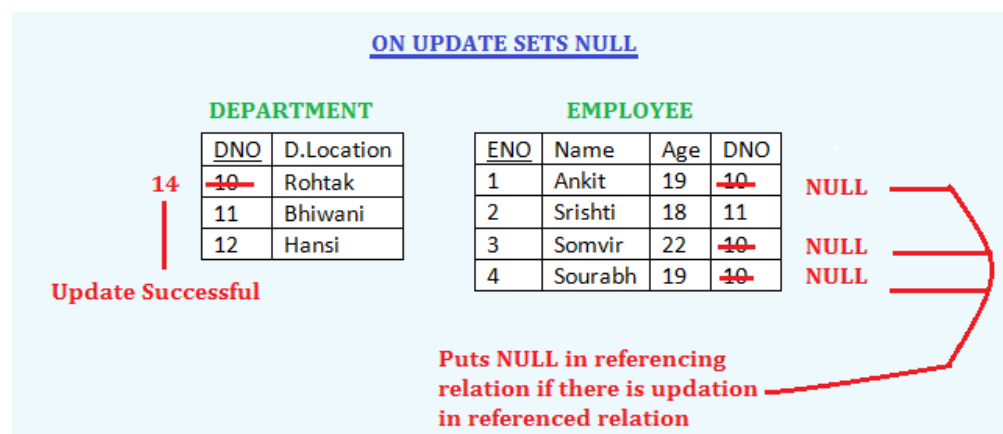 ON UPDATE SETS NULL
DEPARTMENT
DNO D.Location
14 10 Rohtak
11 Bhiwani
12 Hansi
Update Successful
EMPLOYEE
ENO Name Age DNO
1 Ankit 19 10 NULL
2 Srishti 18 11
3 Somvir 22 10 NULL
4 Sourabh 19 10 NULL
Puts NULL in referencing
relation if there is updation
in referenced relation